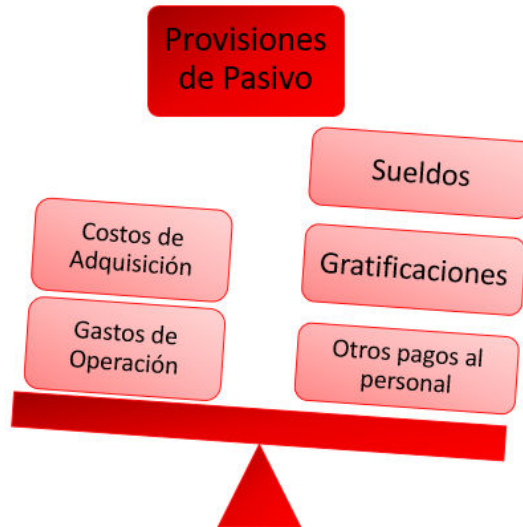 Provisiones
de Pasivo
Sueldos
Costos de
Adquisición
Gratificaciones
Gastos de
Operación
Otros pagos al
personal